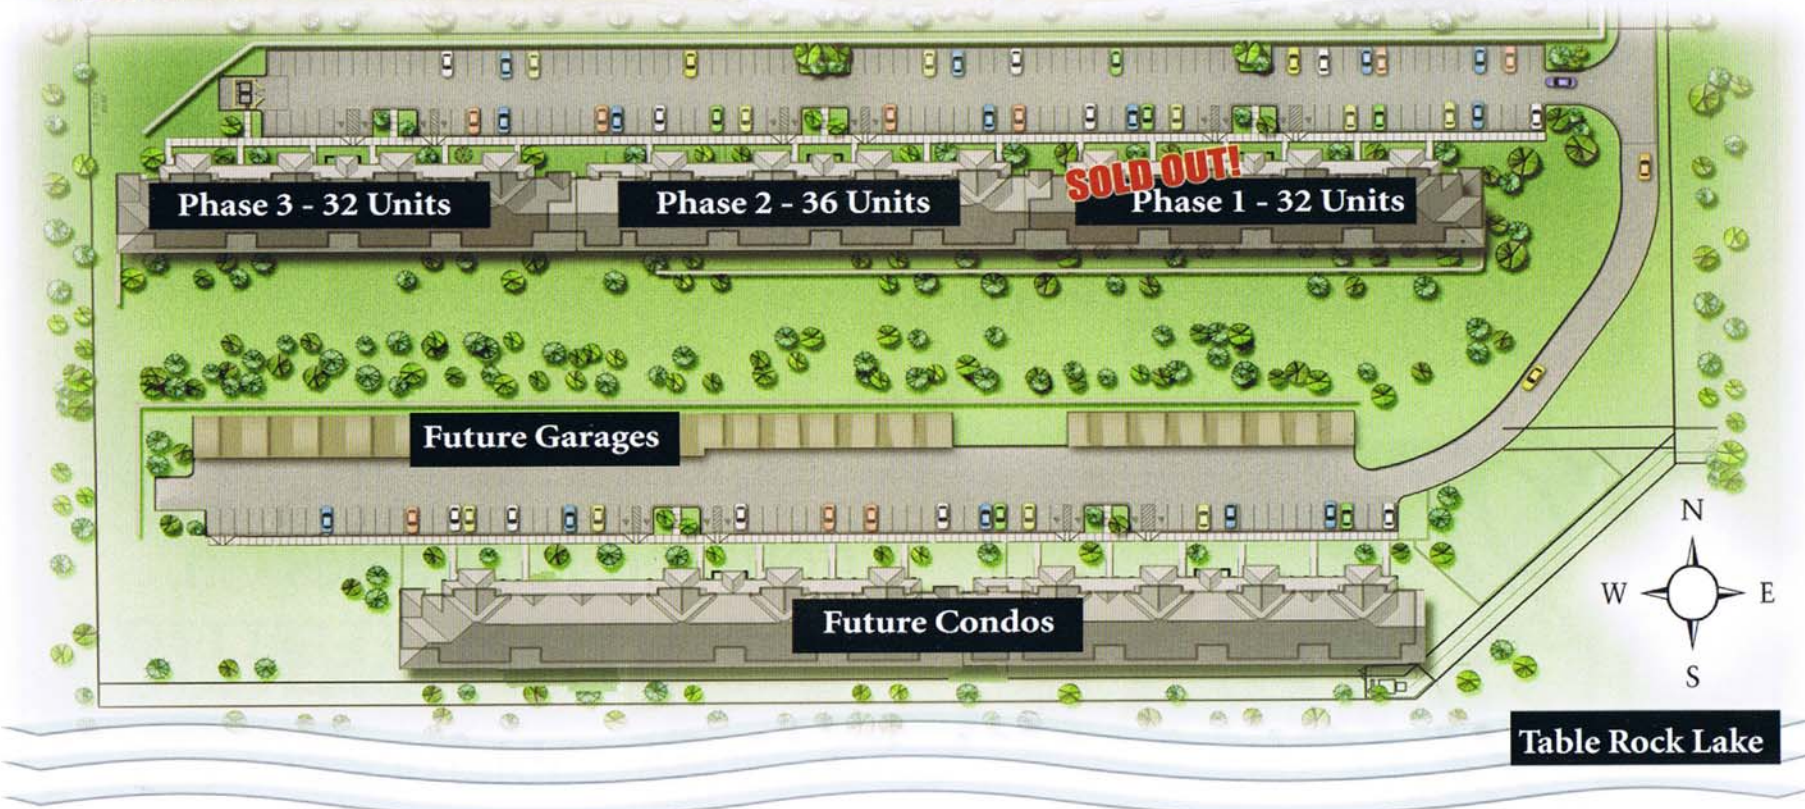 SOLD OUT!
Phase 3 - 32 Units
Phase 2 - 36 Units
Phase 1 - 32 Units
Future Garages
N
W
E
S
Future Condos
Table Rock Lake